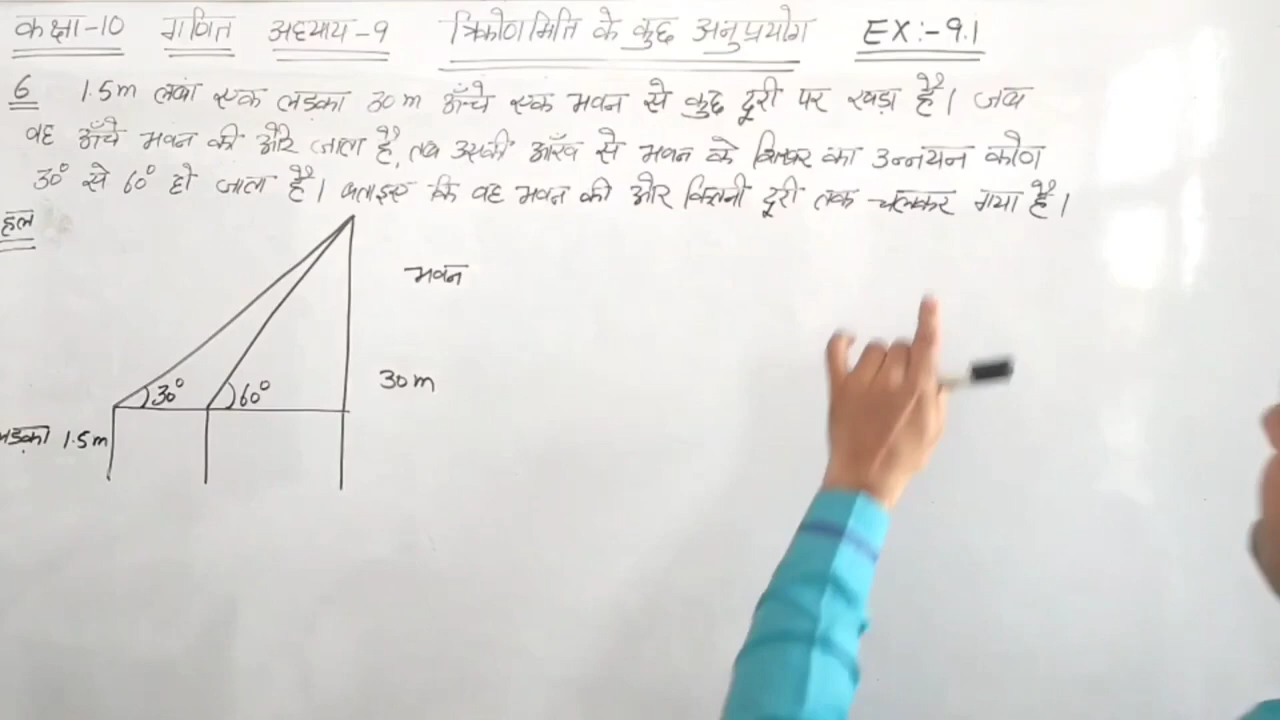 कक्षा-10 गणित अध्याय-9 त्रिकोणमिति के कुछ अनुप्रयोग EX:-9.1
6 1.5m लंबा एक लड़का 30m ऊँचे एक भवन से कुछ दूरी पर खड़ा है। जब
वह ऊँचे भवन की ओर जाता है, तब उसकी आँख से भवन के शिखर का उन्नयन कोण
30° से 60° हो जाता है। बताइए कि वह भवन की ओर कितनी दूरी तक चलकर गया है।
हल
भवन
30m
30° 60°
लड़का 1.5m